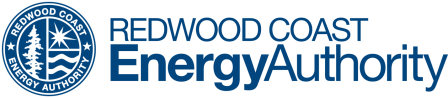 REDWOOD COAST
ENERGY AUTHORITY
REDWOOD COAST
EnergyAuthority